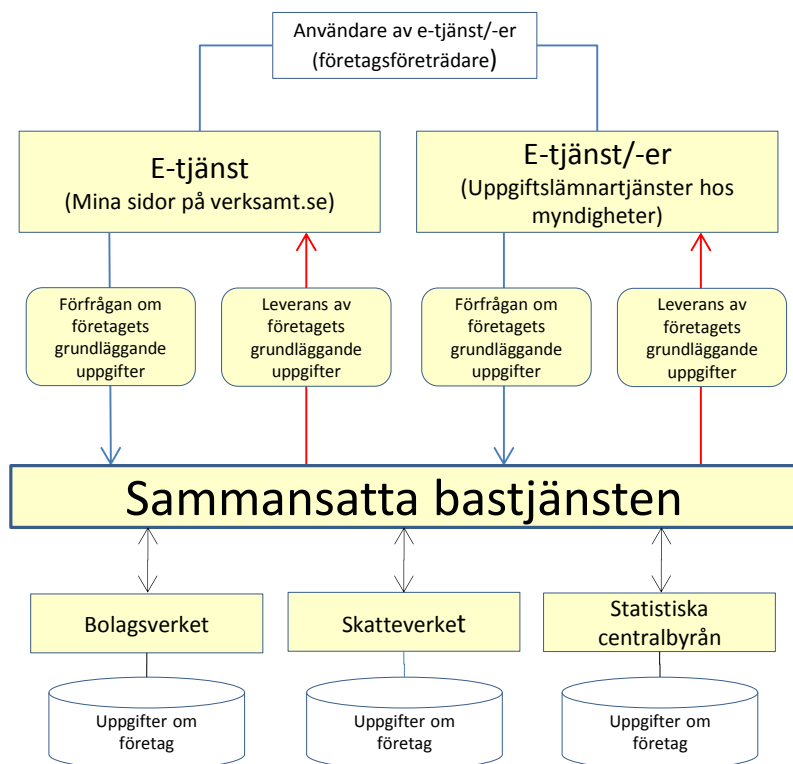 Användare av e-tjänst/-er
(företagsföreträdare)
E-tjänst
(Mina sidor på verksamt.se)
E-tjänst/-er
(Uppgiftslämnartjänster hos
myndigheter)
Förfrågan om
företagets
grundläggande
uppgifter
Leverans av
företagets
grundläggande
uppgifter
Förfrågan om
företagets
grundläggande
uppgifter
Leverans av
företagets
grundläggande
uppgifter
Sammansatta bastjänsten
Bolagsverket
Skatteverket
Statistiska
centralbyrån
Uppgifter om
företag
Uppgifter om
företag
Uppgifter om
företag